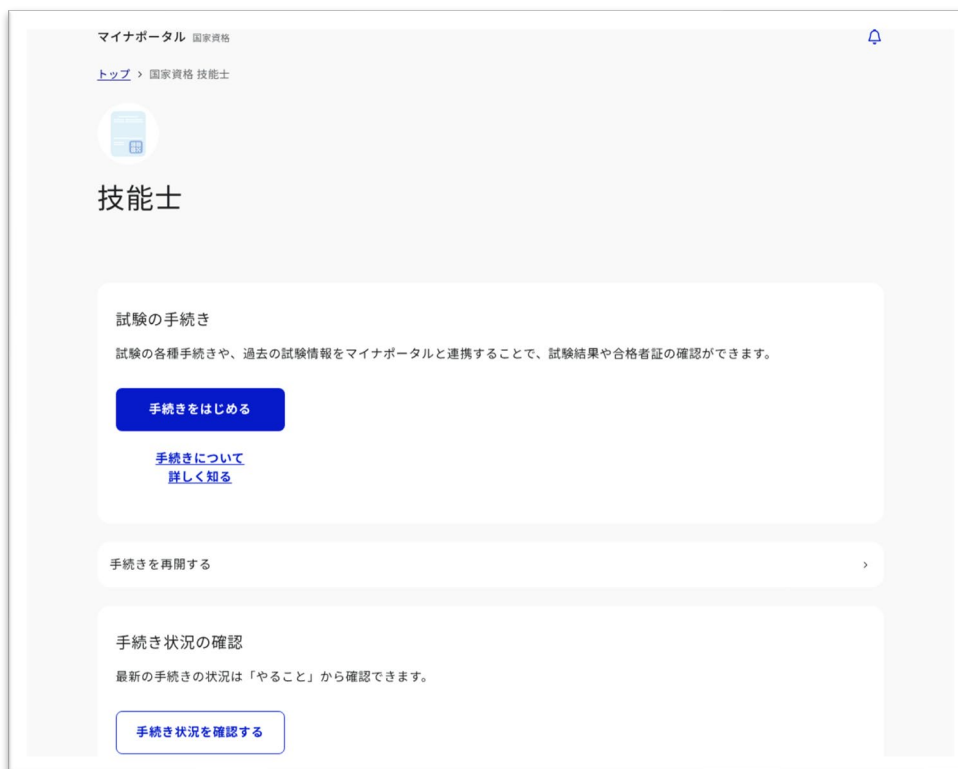 マイナポータル 国家資格
トップ > 国家資格 技能士
技能士
試験の手続き
試験の各種手続きや、過去の試験情報をマイナポータルと連携することで、試験結果や合格者証の確認ができます。
手続きをはじめる
手続きについて
詳しく知る
手続きを再開する
手続き状況の確認
最新の手続きの状況は「やること」から確認できます。
手続き状況を確認する